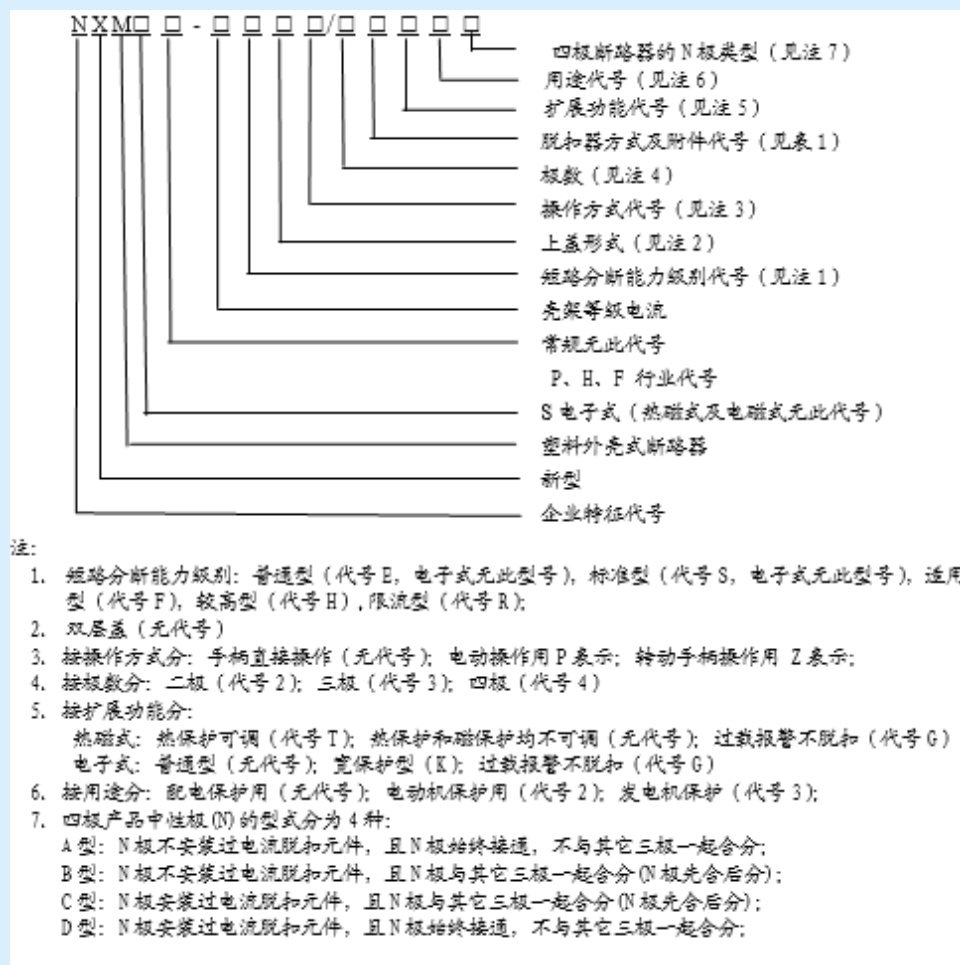 NXM□□-□□□□/□□□□□
四极断路器的N极类型（见注7）
用途代号（见注6）
扩展功能代号（见注5）
脱扣器方式及附件代号（见表1）
极数（见注4）
操作方式代号（见注3）
上盖形式（见注2）
短路分断能力级别代号（见注1）
壳架等级电流
常规无此代号
P、H、F 行业代号
S电子式（热磁式及电磁式无此代号）
塑料外壳式断路器
新型
企业特征代号
注：
1. 短路分断能力级别：普通型（代号E，电子式无此型号），标准型（代号S，电子式无此型号），适用
型（代号F），较高型（代号H），限流型（代号R）；
2. 双层盖（无代号）
3. 按操作方式分：手柄直接操作（无代号）；电动操作用P表示；转动手柄操作用 Z表示；
4. 按极数分：二极（代号2）；三极（代号3）；四极（代号4）
5. 按扩展功能分：
热磁式：热保护可调（代号T）；热保护和磁保护均不可调（无代号）；过载报警不脱扣（代号G）
电子式：普通型（无代号）；宽保护型（K）；过载报警不脱扣（代号G）
6. 按用途分：配电保护用（无代号）；电动机保护用（代号2）；发电机保护（代号3）；
7. 四极产品中性极(N)的型式分为4种：
A型：N极不安装过电流脱扣元件，且N极始终接通，不与其它三极一起合分；
B型：N极不安装过电流脱扣元件，且N极与其它三极一起合分(N极先合后分)；
C型：N极安装过电流脱扣元件，且N极与其它三极一起合分(N极先合后分)；
D型：N极安装过电流脱扣元件，且N极始终接通，不与其它三极一起合分；